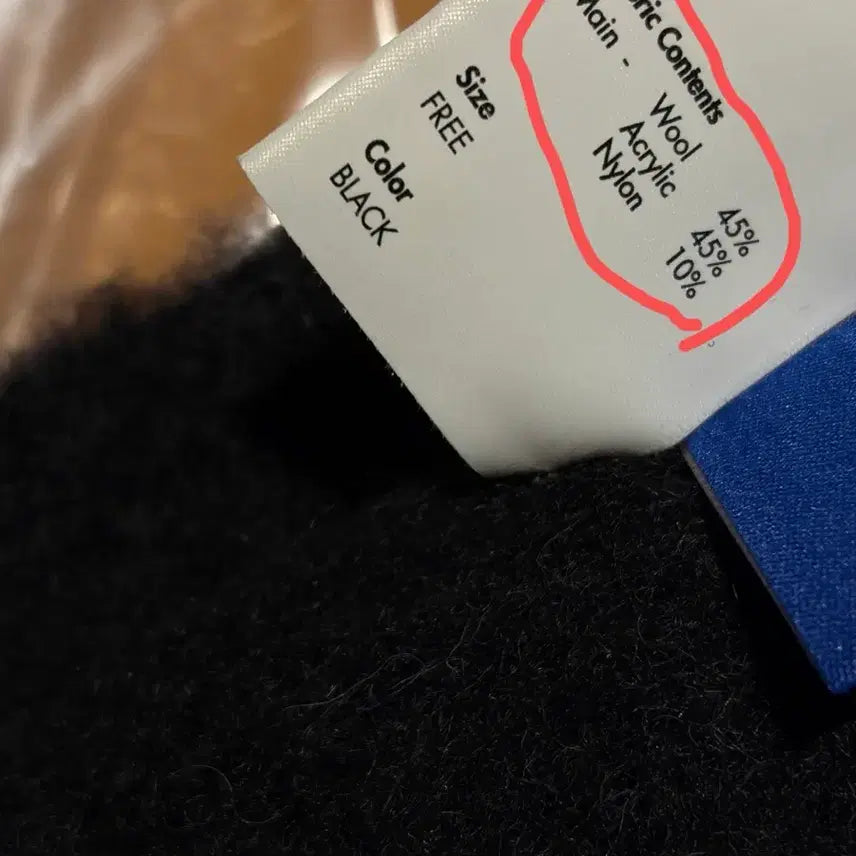 Size
FREE
Color
BLACK
ric Contents
Main -
Wool 45%
Acrylic 45%
Nylon 10%